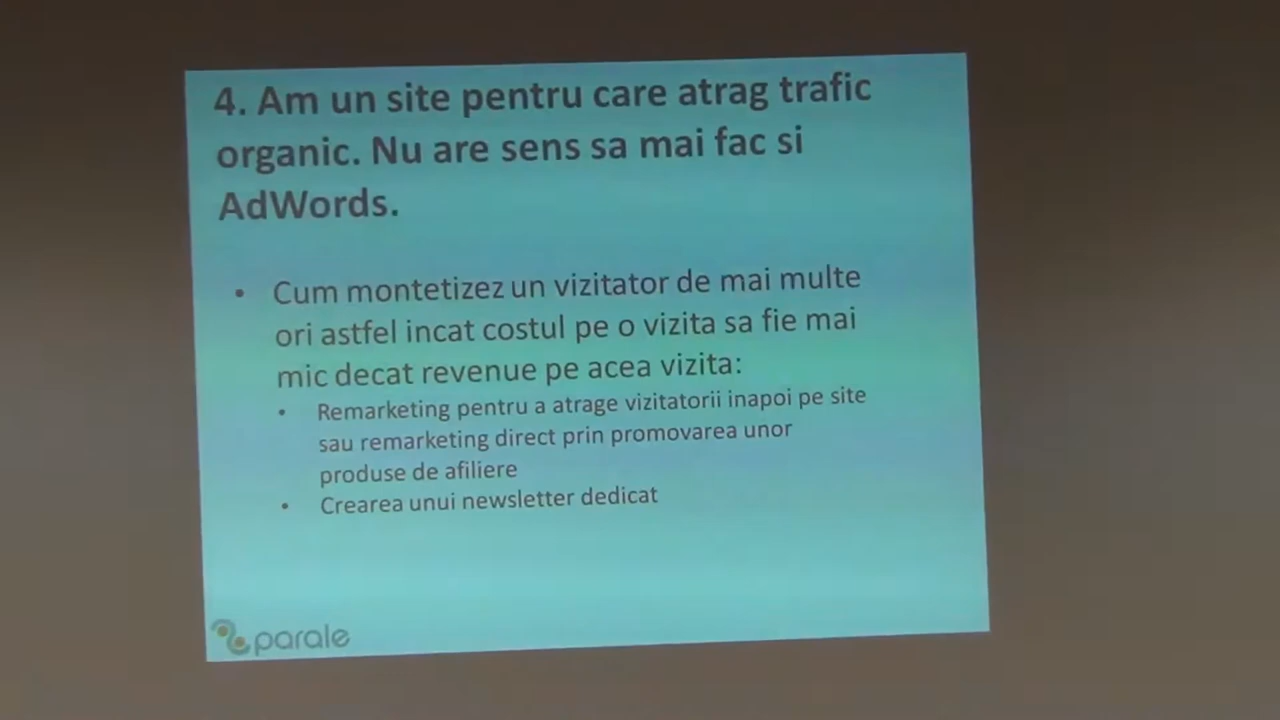 4. Am un site pentru care atrag trafic
organic. Nu are sens sa mai fac si
AdWords.
• Cum montetizez un vizitator de mai multe
ori astfel incat costul pe o vizita sa fie mai
mic decat revenue pe acea vizita:
• Remarketing pentru a atrage vizitatorii inapoi pe site
sau remarketing direct prin promovarea unor
produse de afiliere
• Crearea unui newsletter dedicat
parale